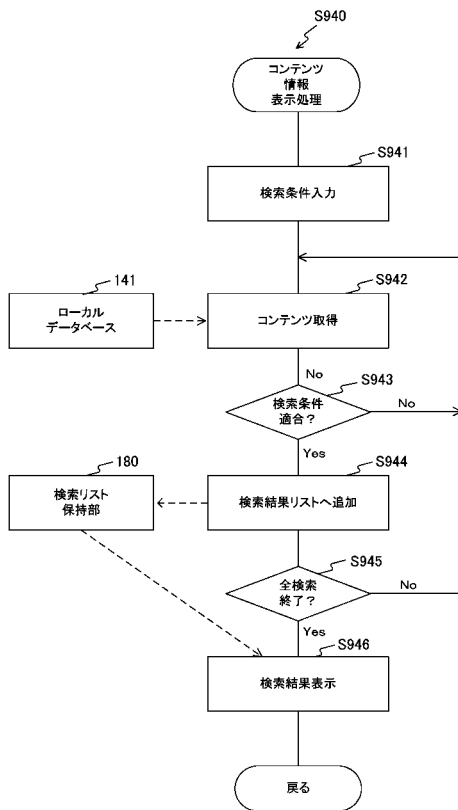 S940
コンテンツ
情報
表示処理
S941
検索条件入力
141
S942
ローカル
データベース
コンテンツ取得
No
S943
検索条件
適合？
No
Yes
180
S944
検索リスト
保持部
検索結果リストへ追加
S945
全検索
終了？
No
Yes
S946
検索結果表示
戻る